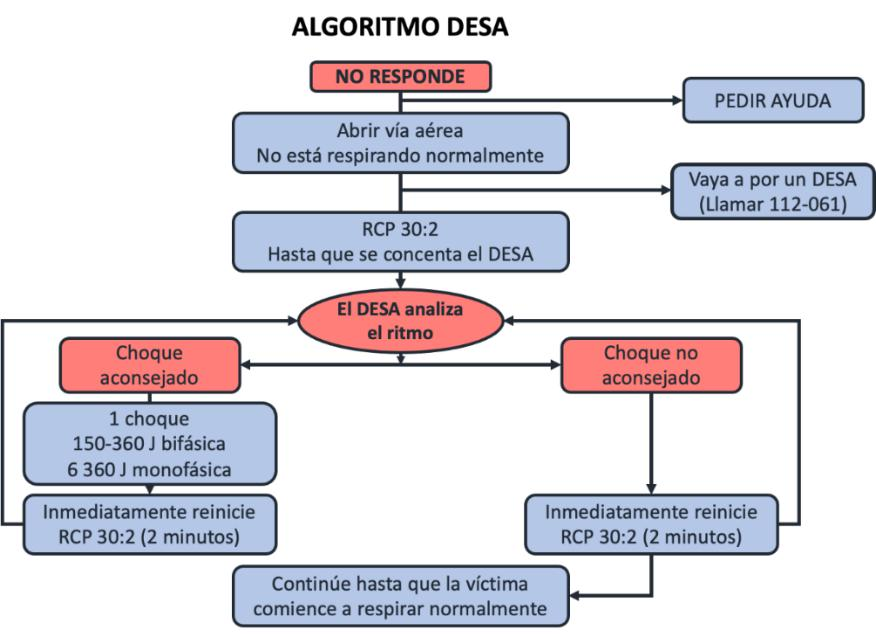 ALGORITMO DESA
NO RESPONDE
PEDIR AYUDA
Abrir vía aérea
No está respirando normalmente
Vaya a por un DESA
(Llamar 112-061)
RCP 30:2
Hasta que se concenta el DESA
El DESA analiza
el ritmo
Choque
aconsejado
Choque no
aconsejado
1 choque
150-360 J bifásica
6 360 J monofásica
Inmediatamente reinicie
RCP 30:2 (2 minutos)
Inmediatamente reinicie
RCP 30:2 (2 minutos)
Continúe hasta que la víctima
comience a respirar normalmente